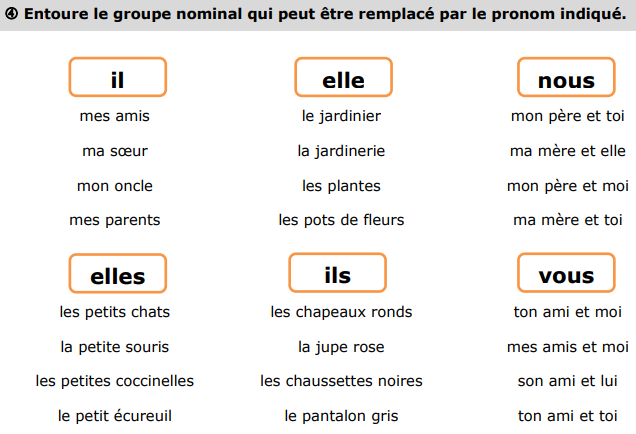 ④ Entoure le groupe nominal qui peut être remplacé par le pronom indiqué.
il
elle
nous
mes amis
le jardinier
mon père et toi
ma sœur
la jardinerie
ma mère et elle
mon oncle
les plantes
mon père et moi
mes parents
les pots de fleurs
ma mère et toi
elles
ils
vous
les petits chats
les chapeaux ronds
ton ami et moi
la petite souris
la jupe rose
mes amis et moi
les petites coccinelles
les chaussettes noires
son ami et lui
le petit écureuil
le pantalon gris
ton ami et toi